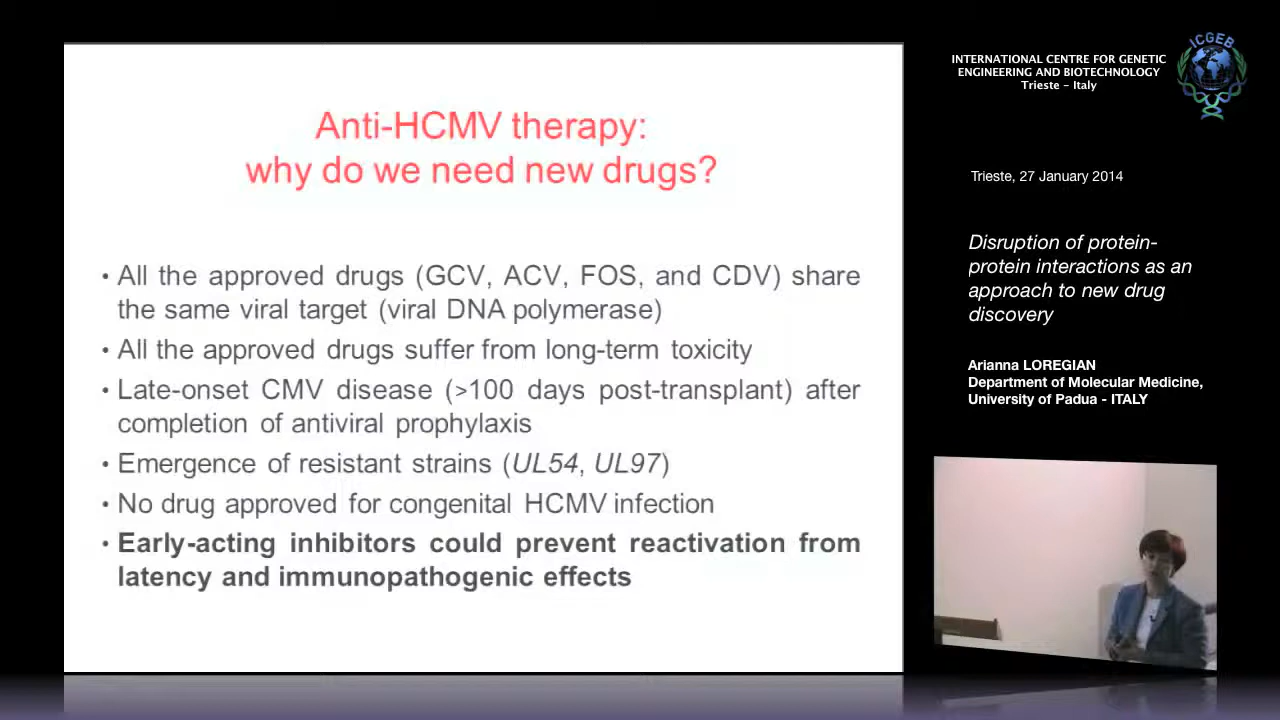 Anti-HCMV therapy:
why do we need new drugs?
• All the approved drugs (GCV, ACV, FOS, and CDV) share
the same viral target (viral DNA polymerase)
• All the approved drugs suffer from long-term toxicity
• Late-onset CMV disease (>100 days post-transplant) after
completion of antiviral prophylaxis
• Emergence of resistant strains (UL54, UL97)
• No drug approved for congenital HCMV infection
• Early-acting inhibitors could prevent reactivation from
latency and immunopathogenic effects
INTERNATIONAL CENTRE FOR GENETIC
ENGINEERING AND BIOTECHNOLOGY
Trieste - Italy
ICGEB
Trieste, 27 January 2014
Disruption of protein-
protein interactions as an
approach to new drug
discovery
Arianna LOREGIAN
Department of Molecular Medicine,
University of Padua - ITALY